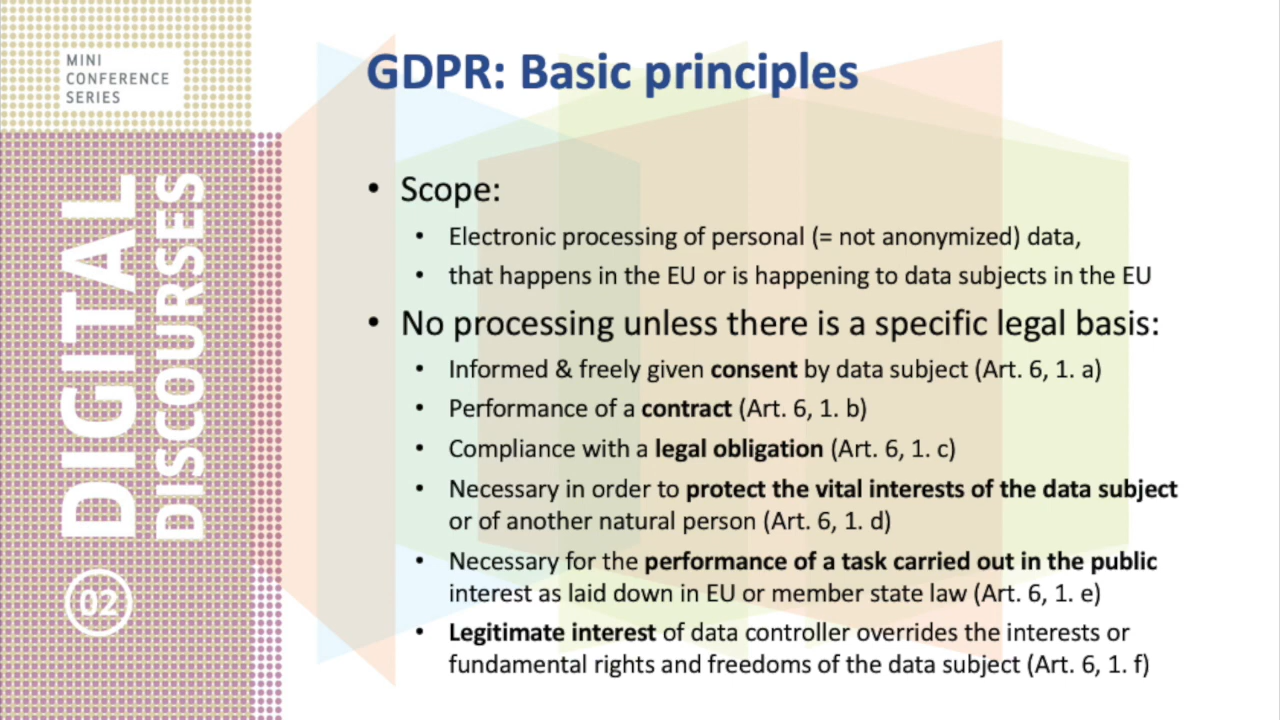 MINI
CONFERENCE
SERIES
DIGITAL
DISCOURSES
02
GDPR: Basic principles
• Scope:
• Electronic processing of personal (= not anonymized) data,
• that happens in the EU or is happening to data subjects in the EU
• No processing unless there is a specific legal basis:
• Informed & freely given consent by data subject (Art. 6, 1. a)
• Performance of a contract (Art. 6, 1. b)
• Compliance with a legal obligation (Art. 6, 1. c)
• Necessary in order to protect the vital interests of the data subject
or of another natural person (Art. 6, 1. d)
• Necessary for the performance of a task carried out in the public
interest as laid down in EU or member state law (Art. 6, 1. e)
• Legitimate interest of data controller overrides the interests or
fundamental rights and freedoms of the data subject (Art. 6, 1. f)